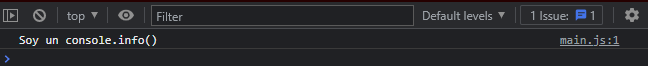 top Filter Default levels 1 Issue: 1
Soy un console.info() main.js:1